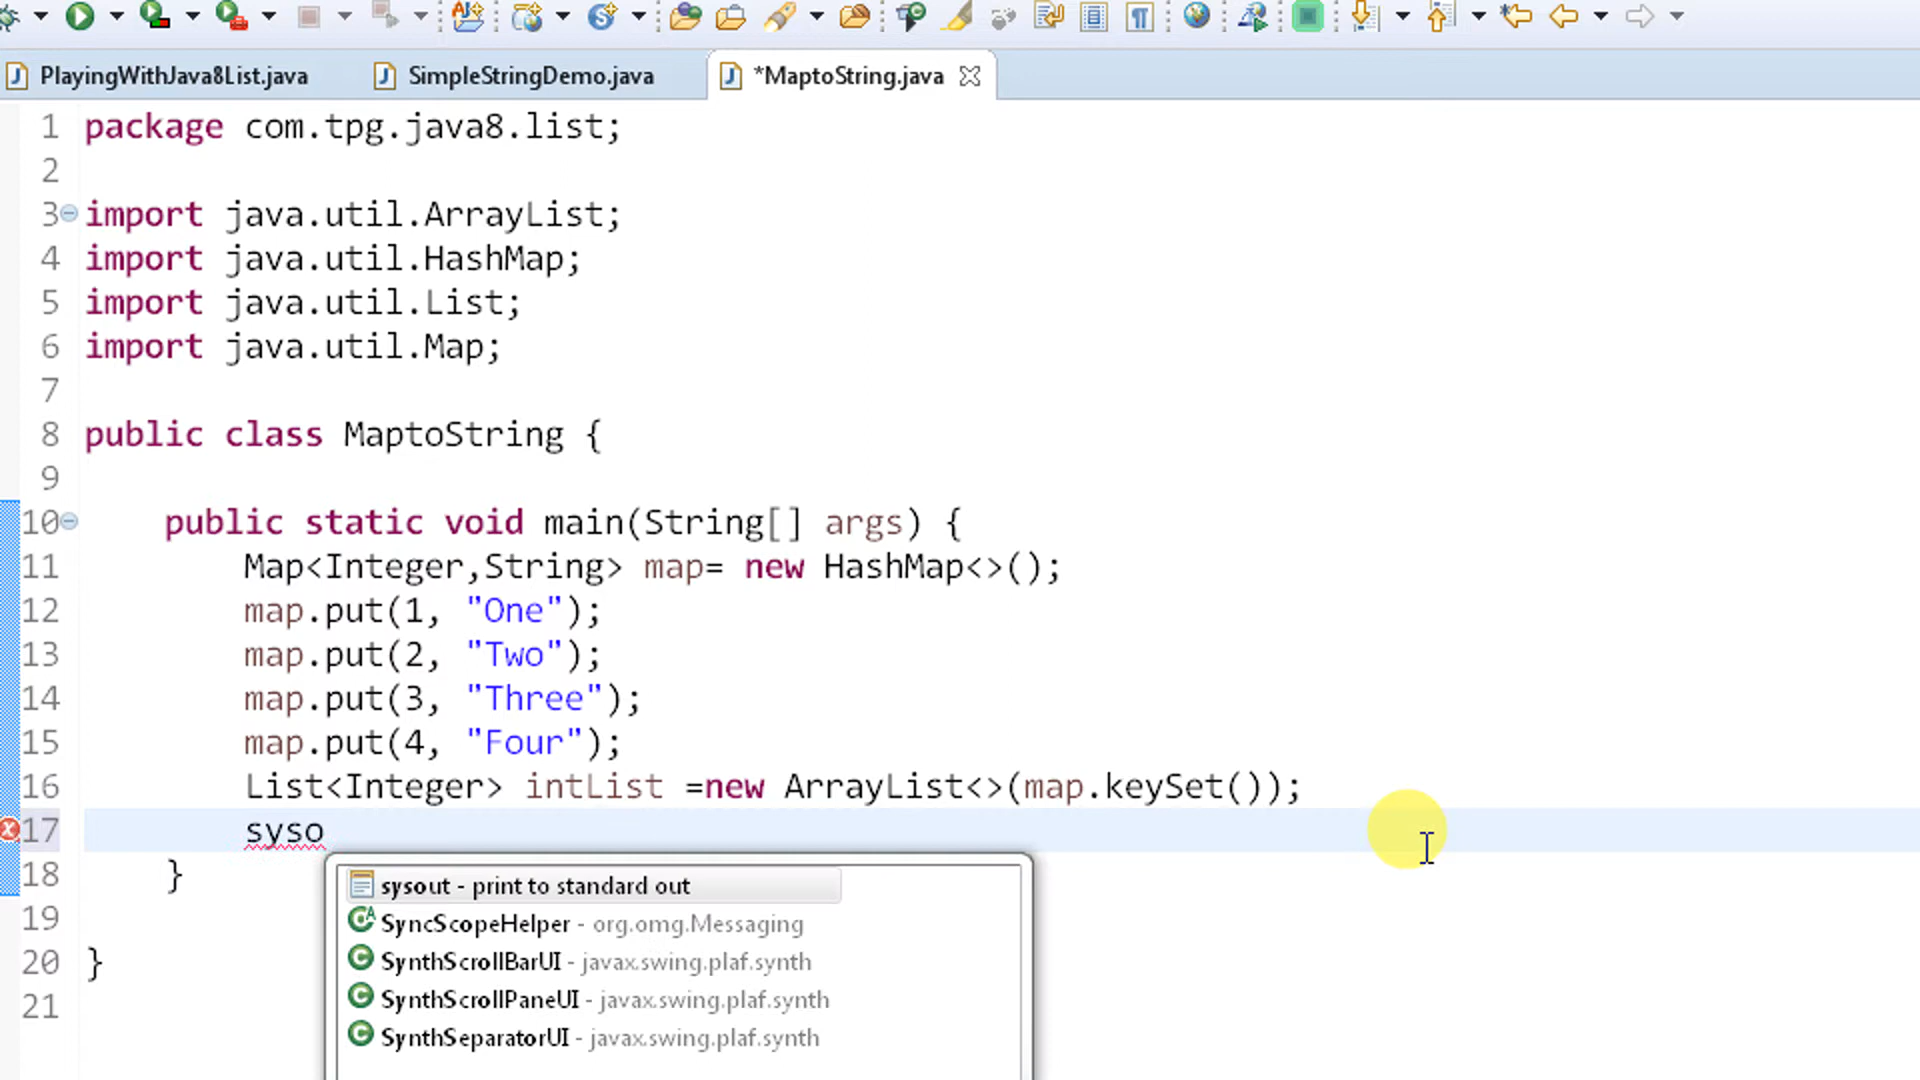 PlayingWithJava8List.java SimpleStringDemo.java *MaptoString.java
1 package com.tpg.java8.list;
2
3 import java.util.ArrayList;
4 import java.util.HashMap;
5 import java.util.List;
6 import java.util.Map;
7
8 public class MaptoString {
9
10 public static void main(String[] args) {
11 Map<Integer,String> map= new HashMap<>();
12 map.put(1, "One");
13 map.put(2, "Two");
14 map.put(3, "Three");
15 map.put(4, "Four");
16 List<Integer> intList =new ArrayList<>(map.keySet());
17 syso
18 }
sysout - print to standard out
19
SyncScopeHelper - org.omg.Messaging
20 }
SynthScrollBarUI - javax.swing.plaf.synth
21
SynthScrollPaneUI - javax.swing.plaf.synth
SynthSeparatorUI - javax.swing.plaf.synth